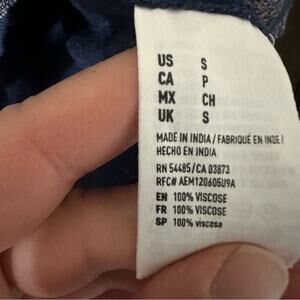 US S
CA P
MX CH
UK S
MADE IN INDIA / FABRIQUÉ EN INDE /
HECHO EN INDIA
RN 54485/CA 03873
RFC# AEM120605U9A
EN 100% VISCOSE
FR 100% VISCOSE
SP 100% viscosa